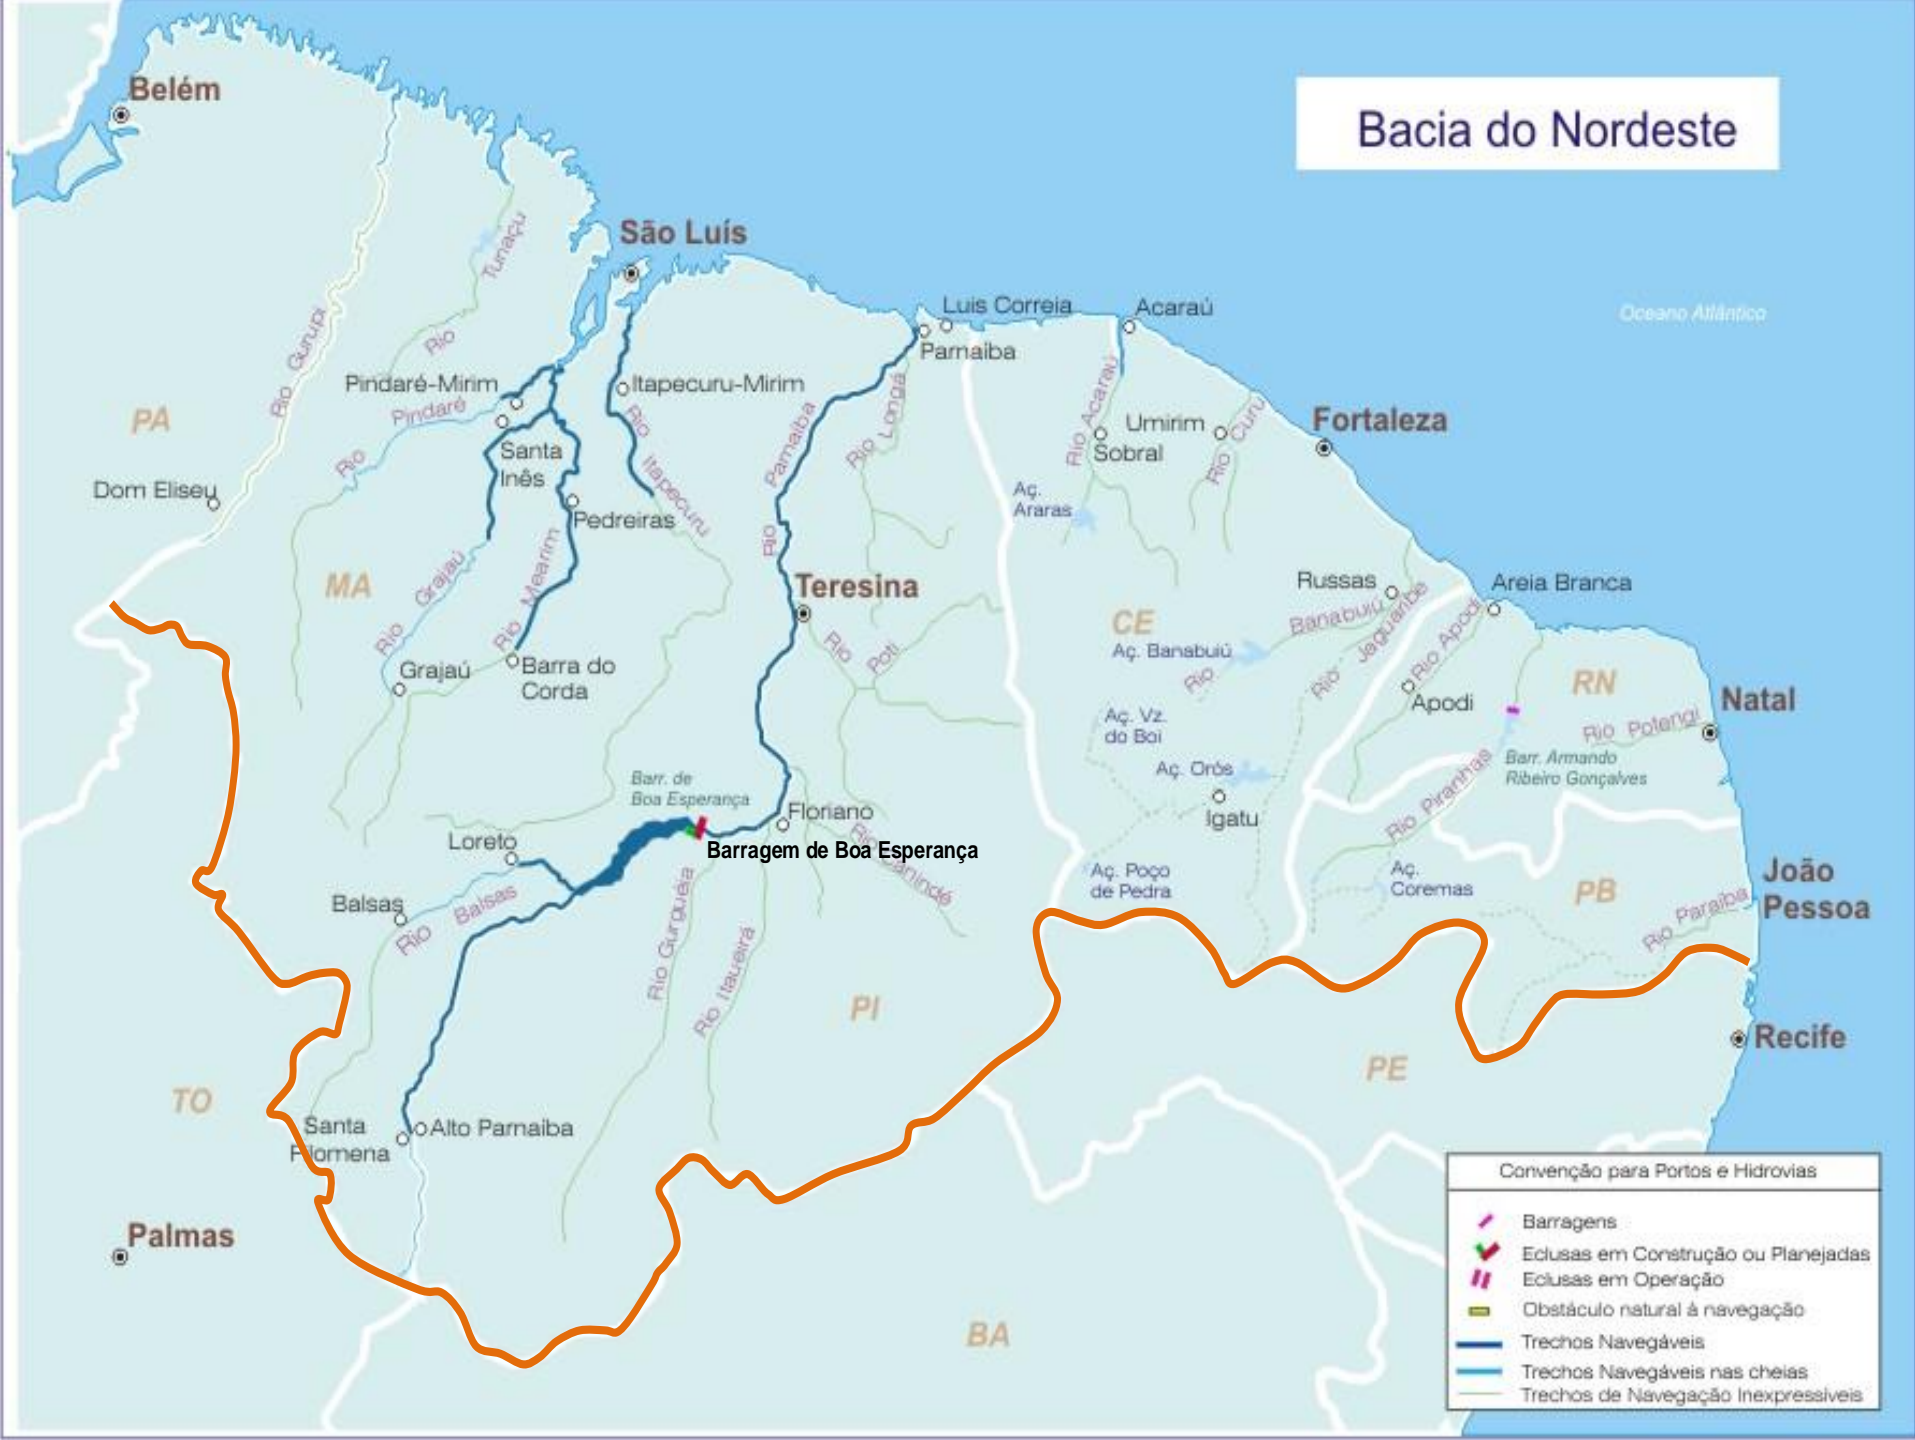 Bacia do Nordeste
Belém
São Luís
Oceano Atlântico
Luis Correia
Acaraú
Parnaiba
Rio Gurupi
Rio Turiaçu
Pindaré-Mirim
Rio Pindaré
Itapecuru-Mirim
Rio Itapecuru
Rio Parnaiba
Rio Longá
Rio Acaraú
Umirim
Sobral
Rio Curu
Fortaleza
PA
Santa
Inês
Dom Eliseu
Pedreiras
Aç.
Araras
MA
Rio Grajaú
Rio Mearim
Teresina
Russas
Areia Branca
CE
Rio Banabuiú
Rio Jaguaribe
Rio Apodi
Aç. Banabuiú
Rio Poti
Grajaú
Barra do
Corda
Apodi
RN
Natal
Rio Potengi
Aç. Vz.
do Boi
Aç. Orós
Igatu
Barr. Armando
Ribeiro Gonçalves
Rio Piranhas
Barr. de
Boa Esperança
Floriano
Loreto
Barragem de Boa Esperança
Rio Canindé
Aç. Poço
de Pedra
Aç.
Coremas
PB
João
Pessoa
Rio Paraiba
Balsas
Rio Balsas
Rio Gurguéia
Rio Itaueirá
PI
Recife
PE
TO
Santa
Filomena
Alto Parnaiba
Palmas
BA
Convenção para Portos e Hidrovias
Barragens
Eclusas em Construção ou Planejadas
Eclusas em Operação
Obstáculo natural à navegação
Trechos Navegáveis
Trechos Navegáveis nas cheias
Trechos de Navegação Inexpressíveis